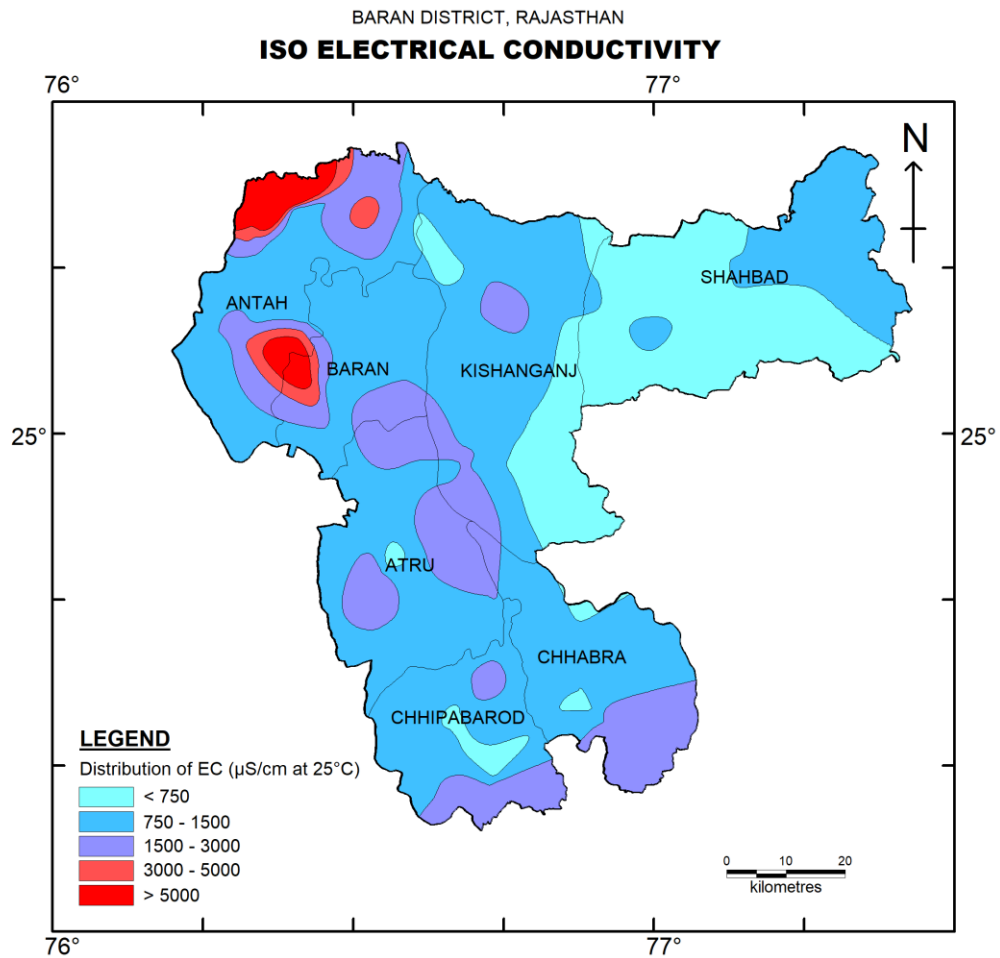 BARAN DISTRICT, RAJASTHAN
ISO ELECTRICAL CONDUCTIVITY
76°
77°
N
SHAHBAD
ANTAH
BARAN
KISHANGANJ
25°
25°
ATRU
CHHABRA
CHHIPABAROD
LEGEND
Distribution of EC (µS/cm at 25°C)
< 750
750 - 1500
1500 - 3000
3000 - 5000
> 5000
0 10 20
kilometres
76°
77°